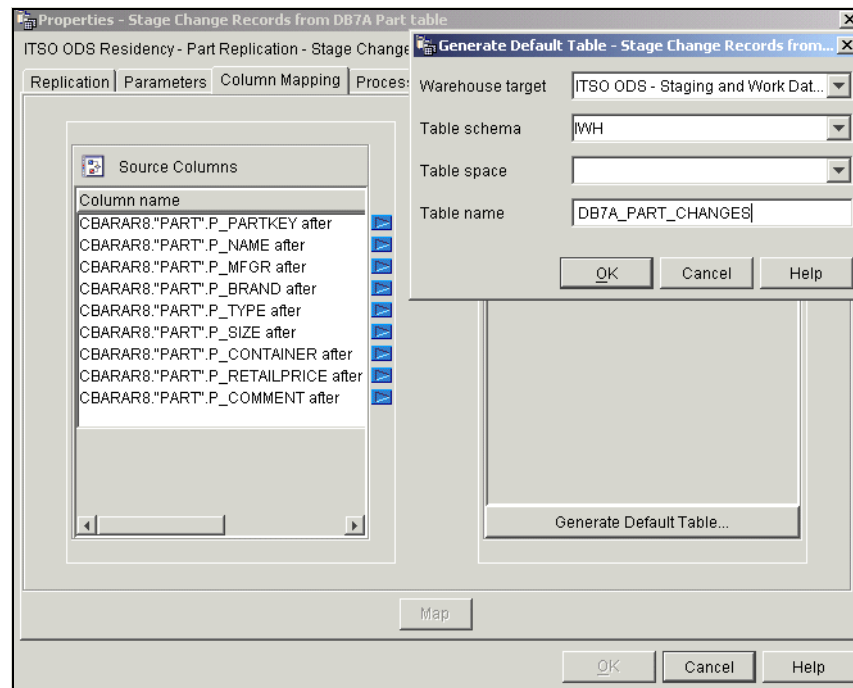 Properties - Stage Change Records from DB7A Part table
ITSO ODS Residency - Part Replication - Stage Change
Replication Parameters Column Mapping Proces
Generate Default Table - Stage Change Records from...
Warehouse target ITSO ODS - Staging and Work Dat...
Table schema IWH
Table space
Table name DB7A_PART_CHANGES
OK Cancel Help
Source Columns
Column name
CBARAR8."PART".P_PARTKEY after
CBARAR8."PART".P_NAME after
CBARAR8."PART".P_MFGR after
CBARAR8."PART".P_BRAND after
CBARAR8."PART".P_TYPE after
CBARAR8."PART".P_SIZE after
CBARAR8."PART".P_CONTAINER after
CBARAR8."PART".P_RETAILPRICE after
CBARAR8."PART".P_COMMENT after
Generate Default Table...
Map
OK Cancel Help